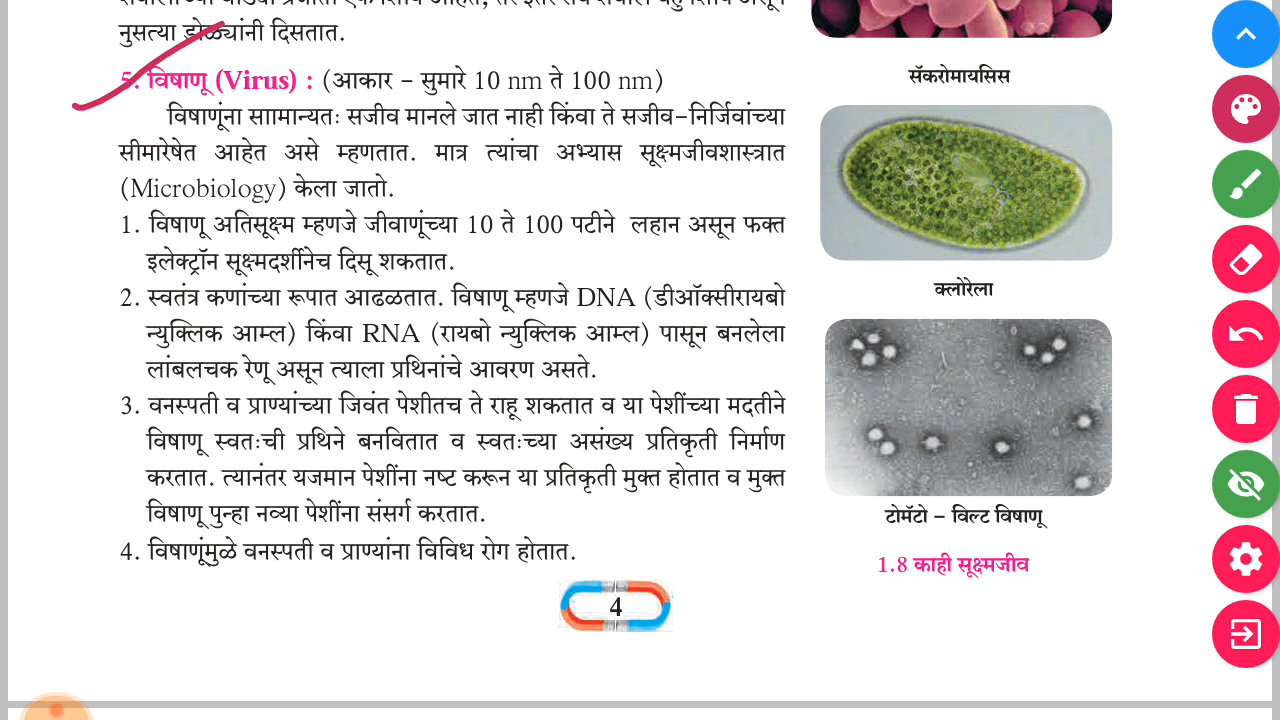 नुसत्या डोळ्यांनी दिसतात.
5. विषाणू (Virus) : (आकार – सुमारे 10 nm ते 100 nm)
विषाणूंना साामान्यतः सजीव मानले जात नाही किंवा ते सजीव-निर्जिवांच्या
सीमारेषेत आहेत असे म्हणतात. मात्र त्यांचा अभ्यास सूक्ष्मजीवशास्त्रात
(Microbiology) केला जातो.
1. विषाणू अतिसूक्ष्म म्हणजे जीवाणूंच्या 10 ते 100 पटीने लहान असून फक्त
इलेक्ट्रॉन सूक्ष्मदर्शीनेच दिसू शकतात.
2. स्वतंत्र कणांच्या रूपात आढळतात. विषाणू म्हणजे DNA (डीऑक्सीरायबो
न्युक्लिक आम्ल) किंवा RNA (रायबो न्युक्लिक आम्ल) पासून बनलेला
लांबलचक रेणू असून त्याला प्रथिनांचे आवरण असते.
3. वनस्पती व प्राण्यांच्या जिवंत पेशीतच ते राहू शकतात व या पेशींच्या मदतीने
विषाणू स्वतःची प्रथिने बनवितात व स्वतःच्या असंख्य प्रतिकृती निर्माण
करतात. त्यानंतर यजमान पेशींना नष्ट करून या प्रतिकृती मुक्त होतात व मुक्त
विषाणू पुन्हा नव्या पेशींना संसर्ग करतात.
4. विषाणूंमुळे वनस्पती व प्राण्यांना विविध रोग होतात.
4
सॅकरोमायसिस
क्लोरेला
टोमॅटो – विल्ट विषाणू
1.8 काही सूक्ष्मजीव